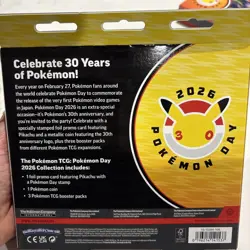 Celebrate 30 Years
of Pokémon!
Every year on February 27, Pokémon fans
around the world celebrate Pokémon Day to commemorate
the release of the very first Pokémon video games
in Japan. Pokémon Day 2026 is an extra special
occasion—it's Pokémon's 30th anniversary, and
you're invited to the party! Celebrate with a
specially stamped foil promo card featuring
Pikachu and a metallic coin featuring the 30th
anniversary logo, plus three booster packs from
different Pokémon TCG expansions.
The Pokémon TCG: Pokémon Day
2026 Collection includes:
• 1 foil promo card featuring Pikachu with
a Pokémon Day stamp
• 1 Pokémon coin
• 3 Pokémon TCG booster packs
2026
30
POKÉMON DAY